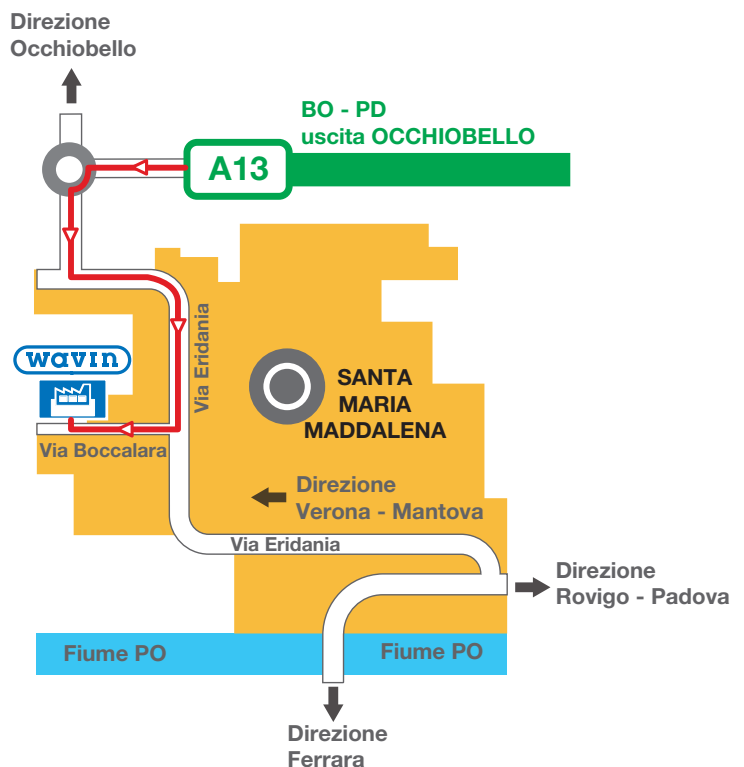 Direzione
Occhiobello
BO - PD
uscita OCCHIOBELLO
A13
Via Eridania
wavin
SANTA
MARIA
MADDALENA
Via Boccalara
Direzione
Verona - Mantova
Via Eridania
Direzione
Rovigo - Padova
Fiume PO
Fiume PO
Direzione
Ferrara